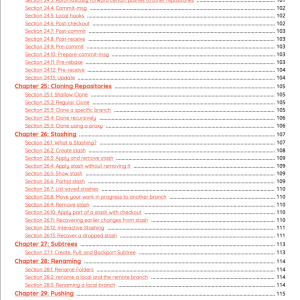 Section 24.3: Automatically forward certain pushes to other repositories 101
Section 24.4: Commit-msg 102
Section 24.5: Local hooks 102
Section 24.6: Post-checkout 102
Section 24.7: Post-commit 103
Section 24.8: Post-receive 103
Section 24.9: Pre-commit 103
Section 24.10: Prepare-commit-msg 103
Section 24.11: Pre-rebase 103
Section 24.12: Pre-receive 104
Section 24.13: Update 104
Chapter 25: Cloning Repositories 105
Section 25.1: Shallow Clone 105
Section 25.2: Regular Clone 105
Section 25.3: Clone a specific branch 105
Section 25.4: Clone recursively 106
Section 25.5: Clone using a proxy 106
Chapter 26: Stashing 107
Section 26.1: What is Stashing? 107
Section 26.2: Create stash 108
Section 26.3: Apply and remove stash 109
Section 26.4: Apply stash without removing it 109
Section 26.5: Show stash 109
Section 26.6: Partial stash 109
Section 26.7: List saved stashes 110
Section 26.8: Move your work in progress to another branch 110
Section 26.9: Remove stash 110
Section 26.10: Apply part of a stash with checkout 110
Section 26.11: Recovering earlier changes from stash 110
Section 26.12: Interactive Stashing 111
Section 26.13: Recover a dropped stash 111
Chapter 27: Subtrees 113
Section 27.1: Create, Pull, and Backport Subtree 113
Chapter 28: Renaming 114
Section 28.1: Rename Folders 114
Section 28.2: rename a local and the remote branch 114
Section 28.3: Renaming a local branch 114
Chapter 29: Pushing 115